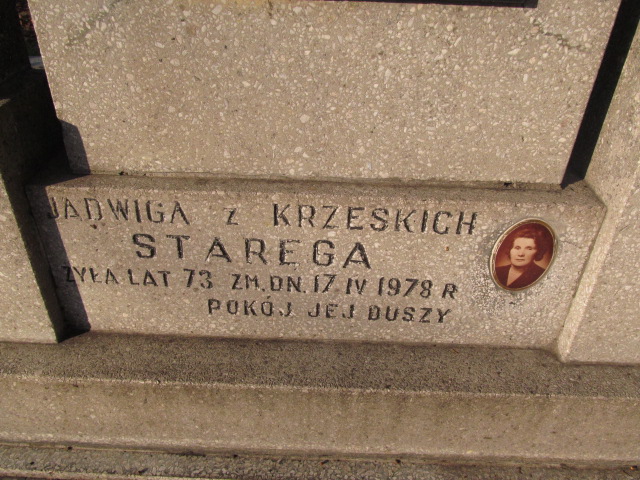 JADWIGA z KRZESKICH
STAREGA
ŻYŁA LAT 73 ZM. DN. 17 IV 1978 R
POKÓJ JEJ DUSZY